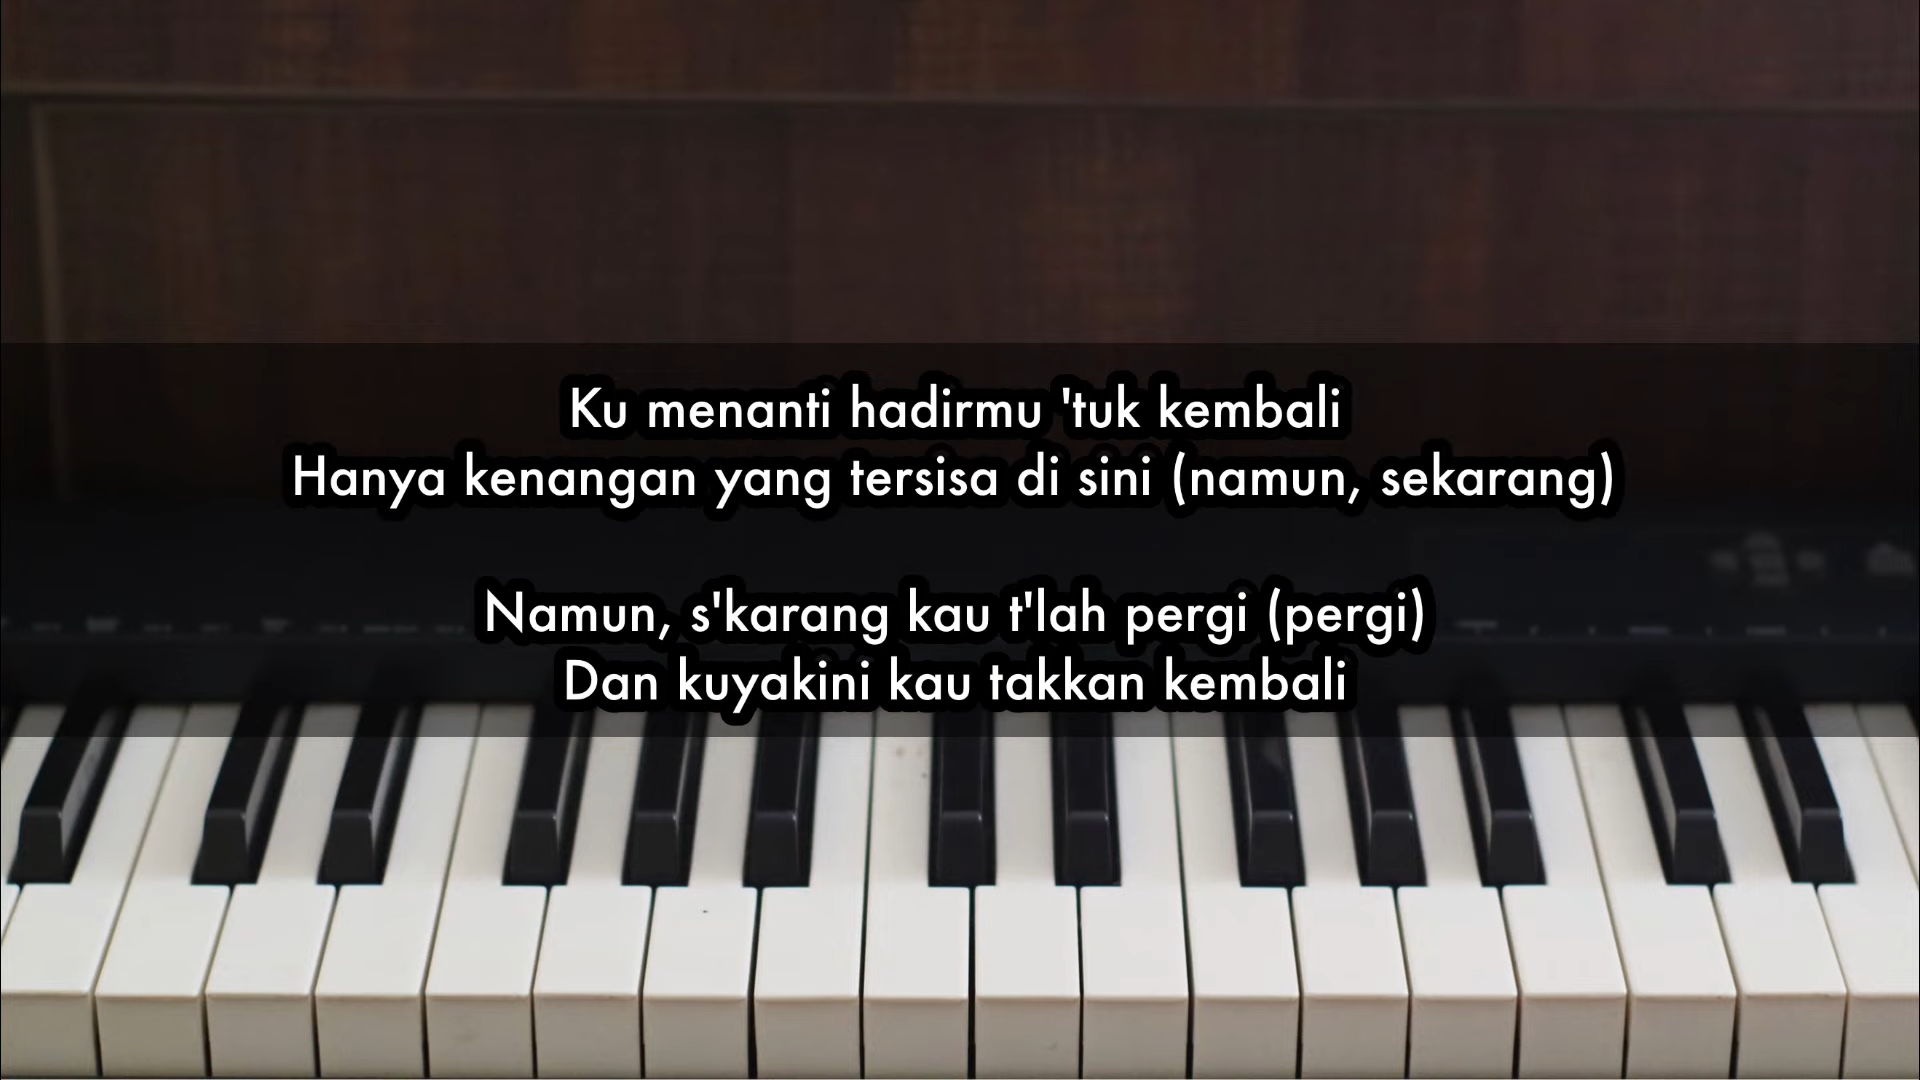 Ku menanti hadirmu 'tuk kembali
Hanya kenangan yang tersisa di sini (namun, sekarang)
Namun, s'karang kau t'lah pergi (pergi)
Dan kuyakini kau takkan kembali